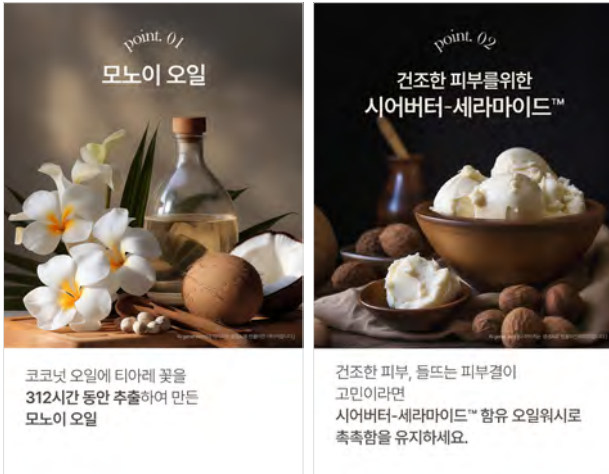 point. 01
모노이 오일
코코넛 오일에 티아레 꽃을
312시간 동안 추출하여 만든
모노이 오일
point. 02
건조한 피부를위한
시어버터-세라마이드™
건조한 피부, 들뜨는 피부결이
고민이라면
시어버터-세라마이드™ 함유 오일워시로
촉촉함을 유지하세요.